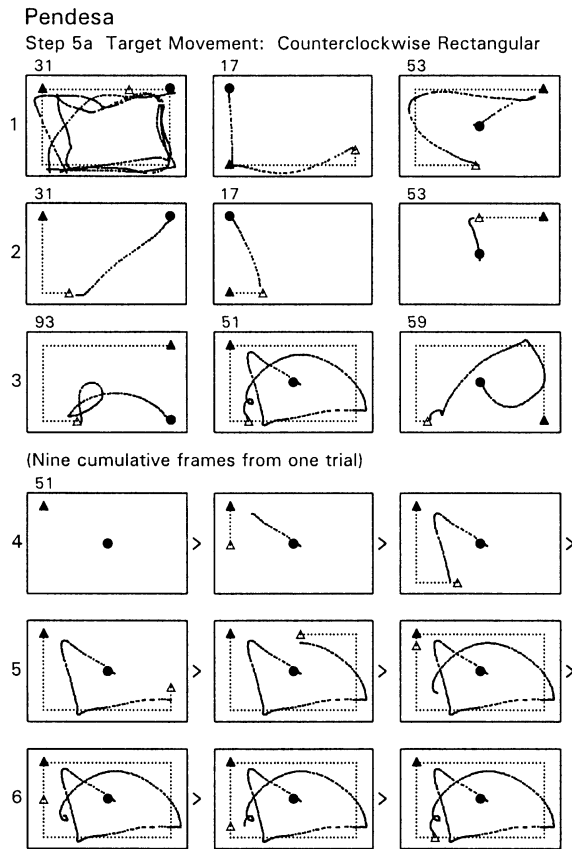 Pendesa
Step 5a Target Movement: Counterclockwise Rectangular
31 17 53
1
31 17 53
2
93 51 59
3
(Nine cumulative frames from one trial)
51
4 > > >
5 > > >
6 > >